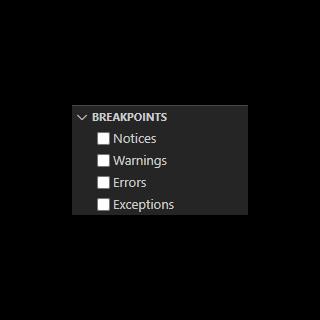 BREAKPOINTS
Notices
Warnings
Errors
Exceptions